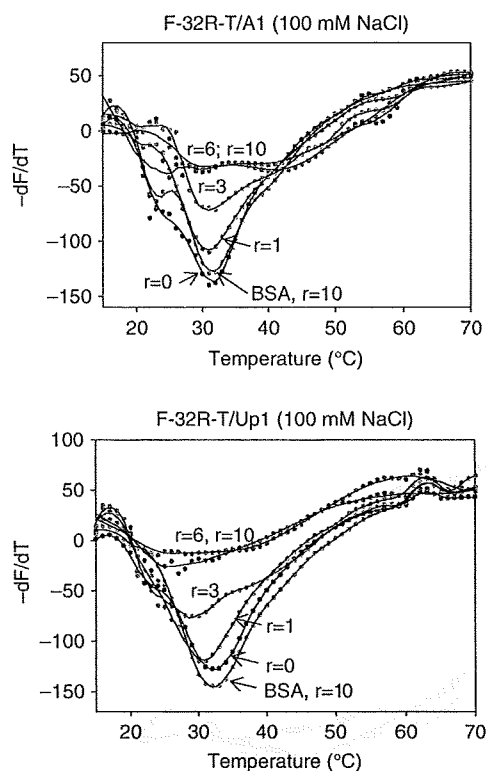 F-32R-T/A1 (100 mM NaCl)
50
0
−50
−100
−150
−dF/dT
r=6; r=10
r=3
r=1
r=0
BSA, r=10
20 30 40 50 60 70
Temperature (°C)
F-32R-T/Up1 (100 mM NaCl)
100
50
0
−50
−100
−150
−dF/dT
r=6, r=10
r=3
r=1
r=0
BSA, r=10
20 30 40 50 60 70
Temperature (°C)